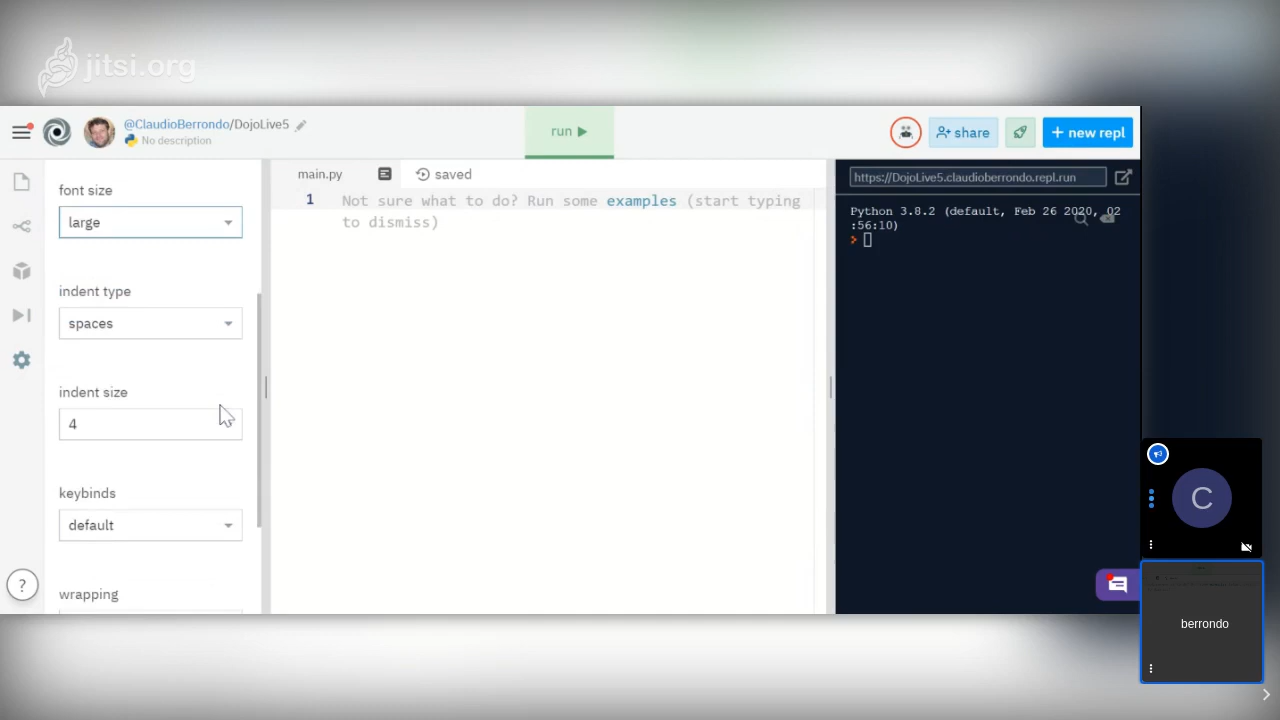 jitsi.org
@ClaudioBerrondo/DojoLive5
No description
run
share
+ new repl
font size
large
indent type
spaces
indent size
4
keybinds
default
wrapping
main.py
saved
1 Not sure what to do? Run some examples (start typing
to dismiss)
https://DojoLive5.claudioberrondo.repl.run
Python 3.8.2 (default, Feb 26 2020, 02
:56:10)
>
?
C
berrondo